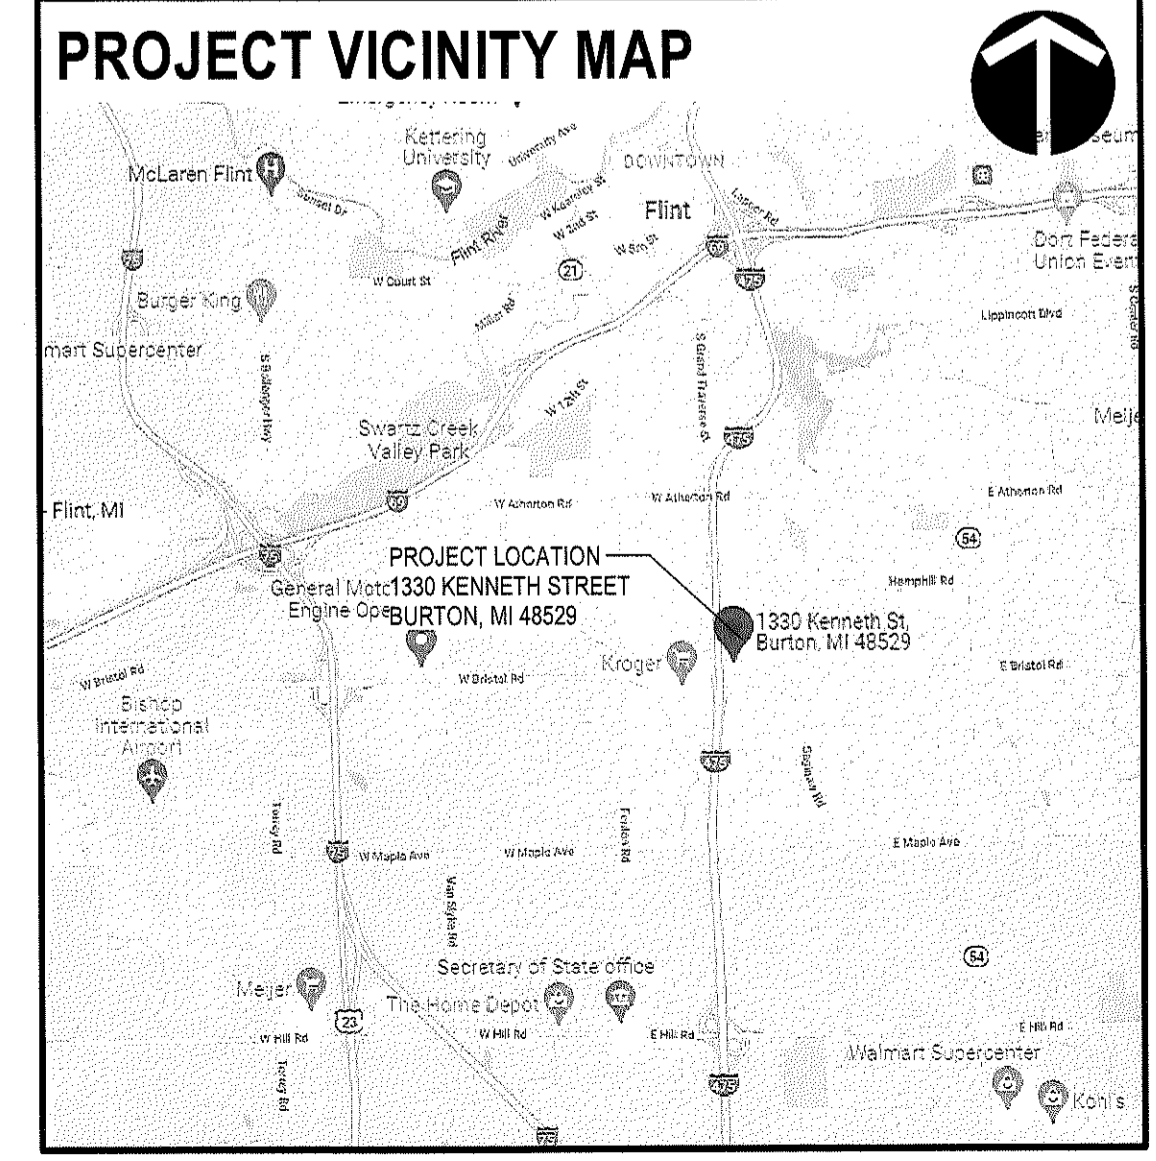 PROJECT VICINITY MAP
Kettering
University
University Ave
DOWNTOWN
McLaren Flint
H
Sunset Dr
Flint River
W Kearsley St
W 2nd St
W 5th St
Flint
Lapeer Rd
75
69
475
21
Dort Federa
Union Even
W Court St
Burger King
Miller Rd
Lippincott Blvd
S Center Rd
mart Supercenter
S Ballenger Hwy
S Grand Traverse St
W 12th St
Swartz Creek
Valley Park
Meije
475
69
W Atherton Rd
W Atherton Rd
E Atherton Rd
- Flint, MI
54
75
PROJECT LOCATION
1330 KENNETH STREET
BURTON, MI 48529
General Motc
Engine Ope
Hemphill Rd
1330 Kenneth St,
Burton, MI 48529
Kroger
W Bristol Rd
W Bristol Rd
E Bristol Rd
Bishop
International
Airport
475
Saginaw Rd
Torrey Rd
Fenton Rd
75
W Maple Ave
W Maple Ave
E Maple Ave
Van Slyke Rd
54
Secretary of State office
Meijer
The Home Depot
23
W Hill Rd
W Hill Rd
E Hill Rd
E Hill Rd
Torrey Rd
Walmart Supercenter
475
Kohl's
75